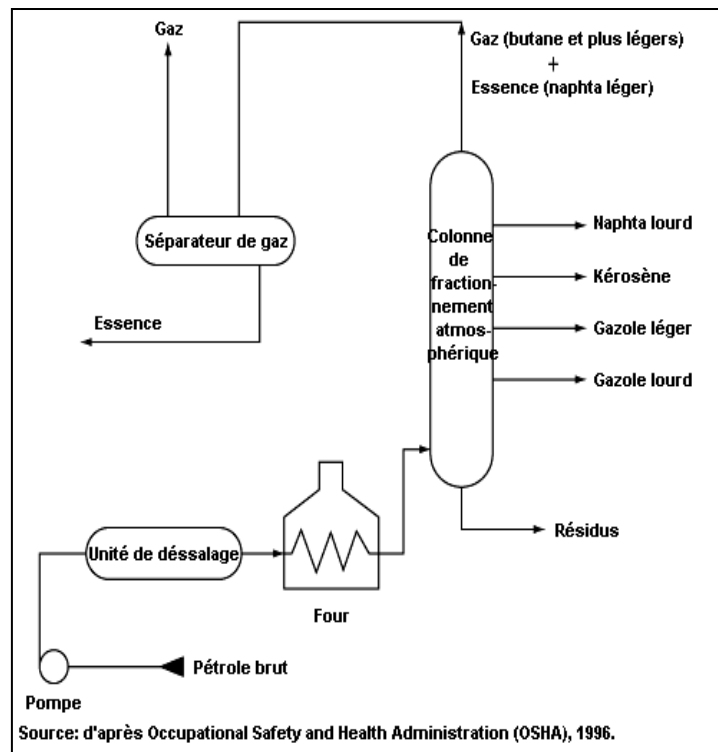 Gaz
Gaz (butane et plus légers)
+
Essence (naphta léger)
Séparateur de gaz
Essence
Colonne
de
fraction-
nement
atmos-
phérique
Naphta lourd
Kérosène
Gazole léger
Gazole lourd
Résidus
Unité de déssalage
Four
Pétrole brut
Pompe
Source: d'après Occupational Safety and Health Administration (OSHA), 1996.